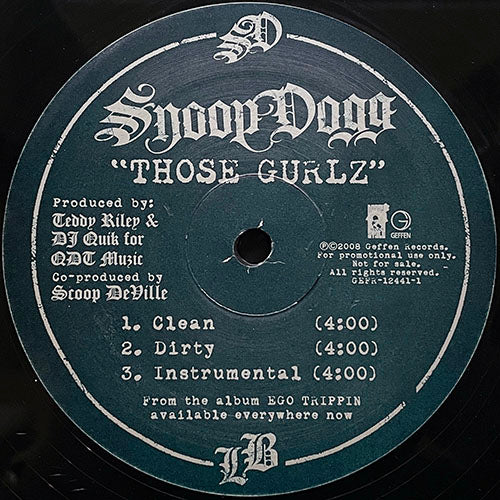 SD
Snoop Dogg
"THOSE GURLZ"
Produced by:
Teddy Riley &
DJ Quik for
QDT Muzic
Co-produced by
Scoop DeVille
GEFFEN
℗©2008 Geffen Records.
For promotional use only.
Not for sale.
All rights reserved.
GEFR-12441-1
1. Clean (4:00)
2. Dirty (4:00)
3. Instrumental (4:00)
From the album EGO TRIPPIN
available everywhere now
LB